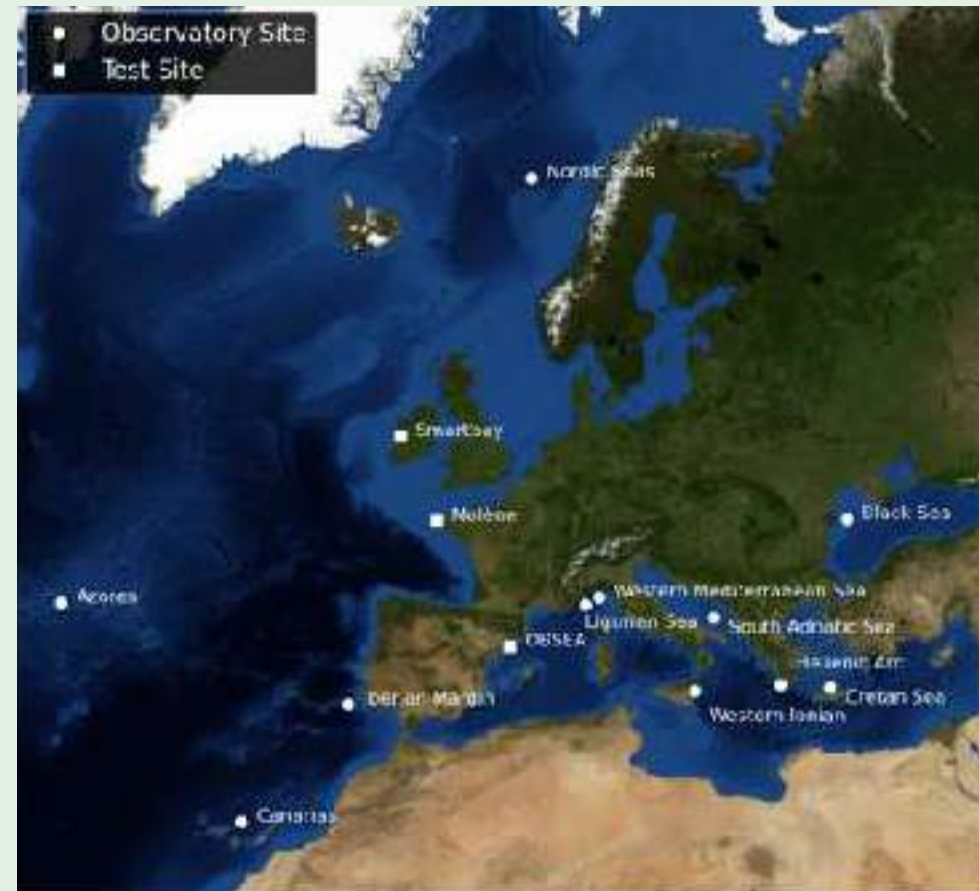 Observatory Site
Test Site
Nordic Seas
Smartbay
Molène
Black Sea
Azores
Western Mediterranean Sea
Ligurian Sea
South Adriatic Sea
OBSEA
Hellenic Arc
Iberian Margin
Cretan Sea
Western Ionian
Canarias